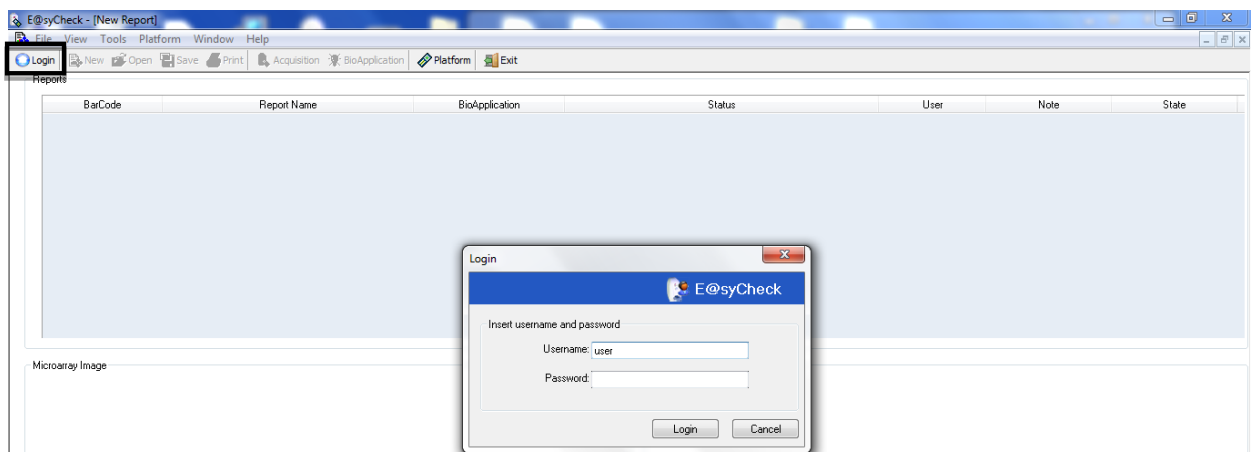 E@syCheck - [New Report]
File View Tools Platform Window Help
Login New Open Save Print Acquisition BioApplication Platform Exit
Reports
BarCode Report Name BioApplication Status User Note State
Login
E@syCheck
Insert username and password
Username: user
Password:
Login Cancel
Microarray Image